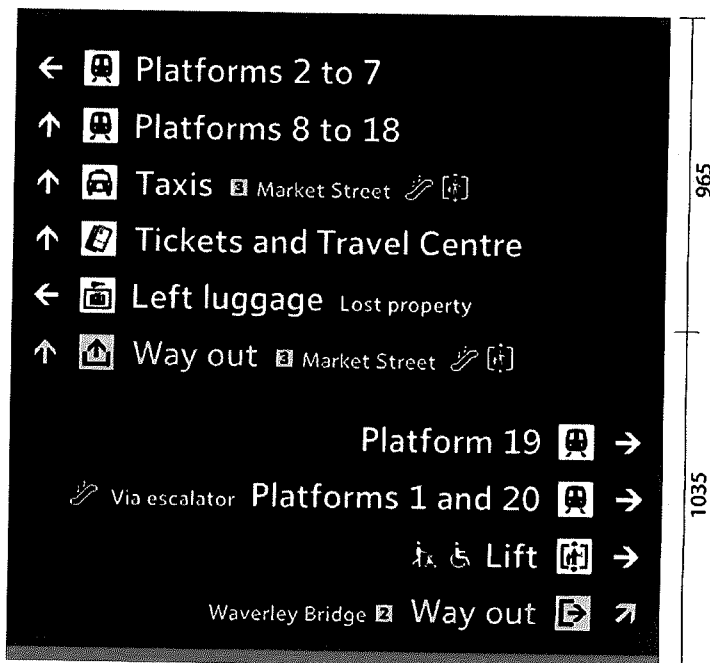 ← Platforms 2 to 7
↑ Platforms 8 to 18
↑ Taxis 3 Market Street
↑ Tickets and Travel Centre
← Left luggage Lost property
↑ Way out 3 Market Street
Platform 19 →
Via escalator Platforms 1 and 20 →
Lift →
Waverley Bridge 2 Way out ↗
965
1035